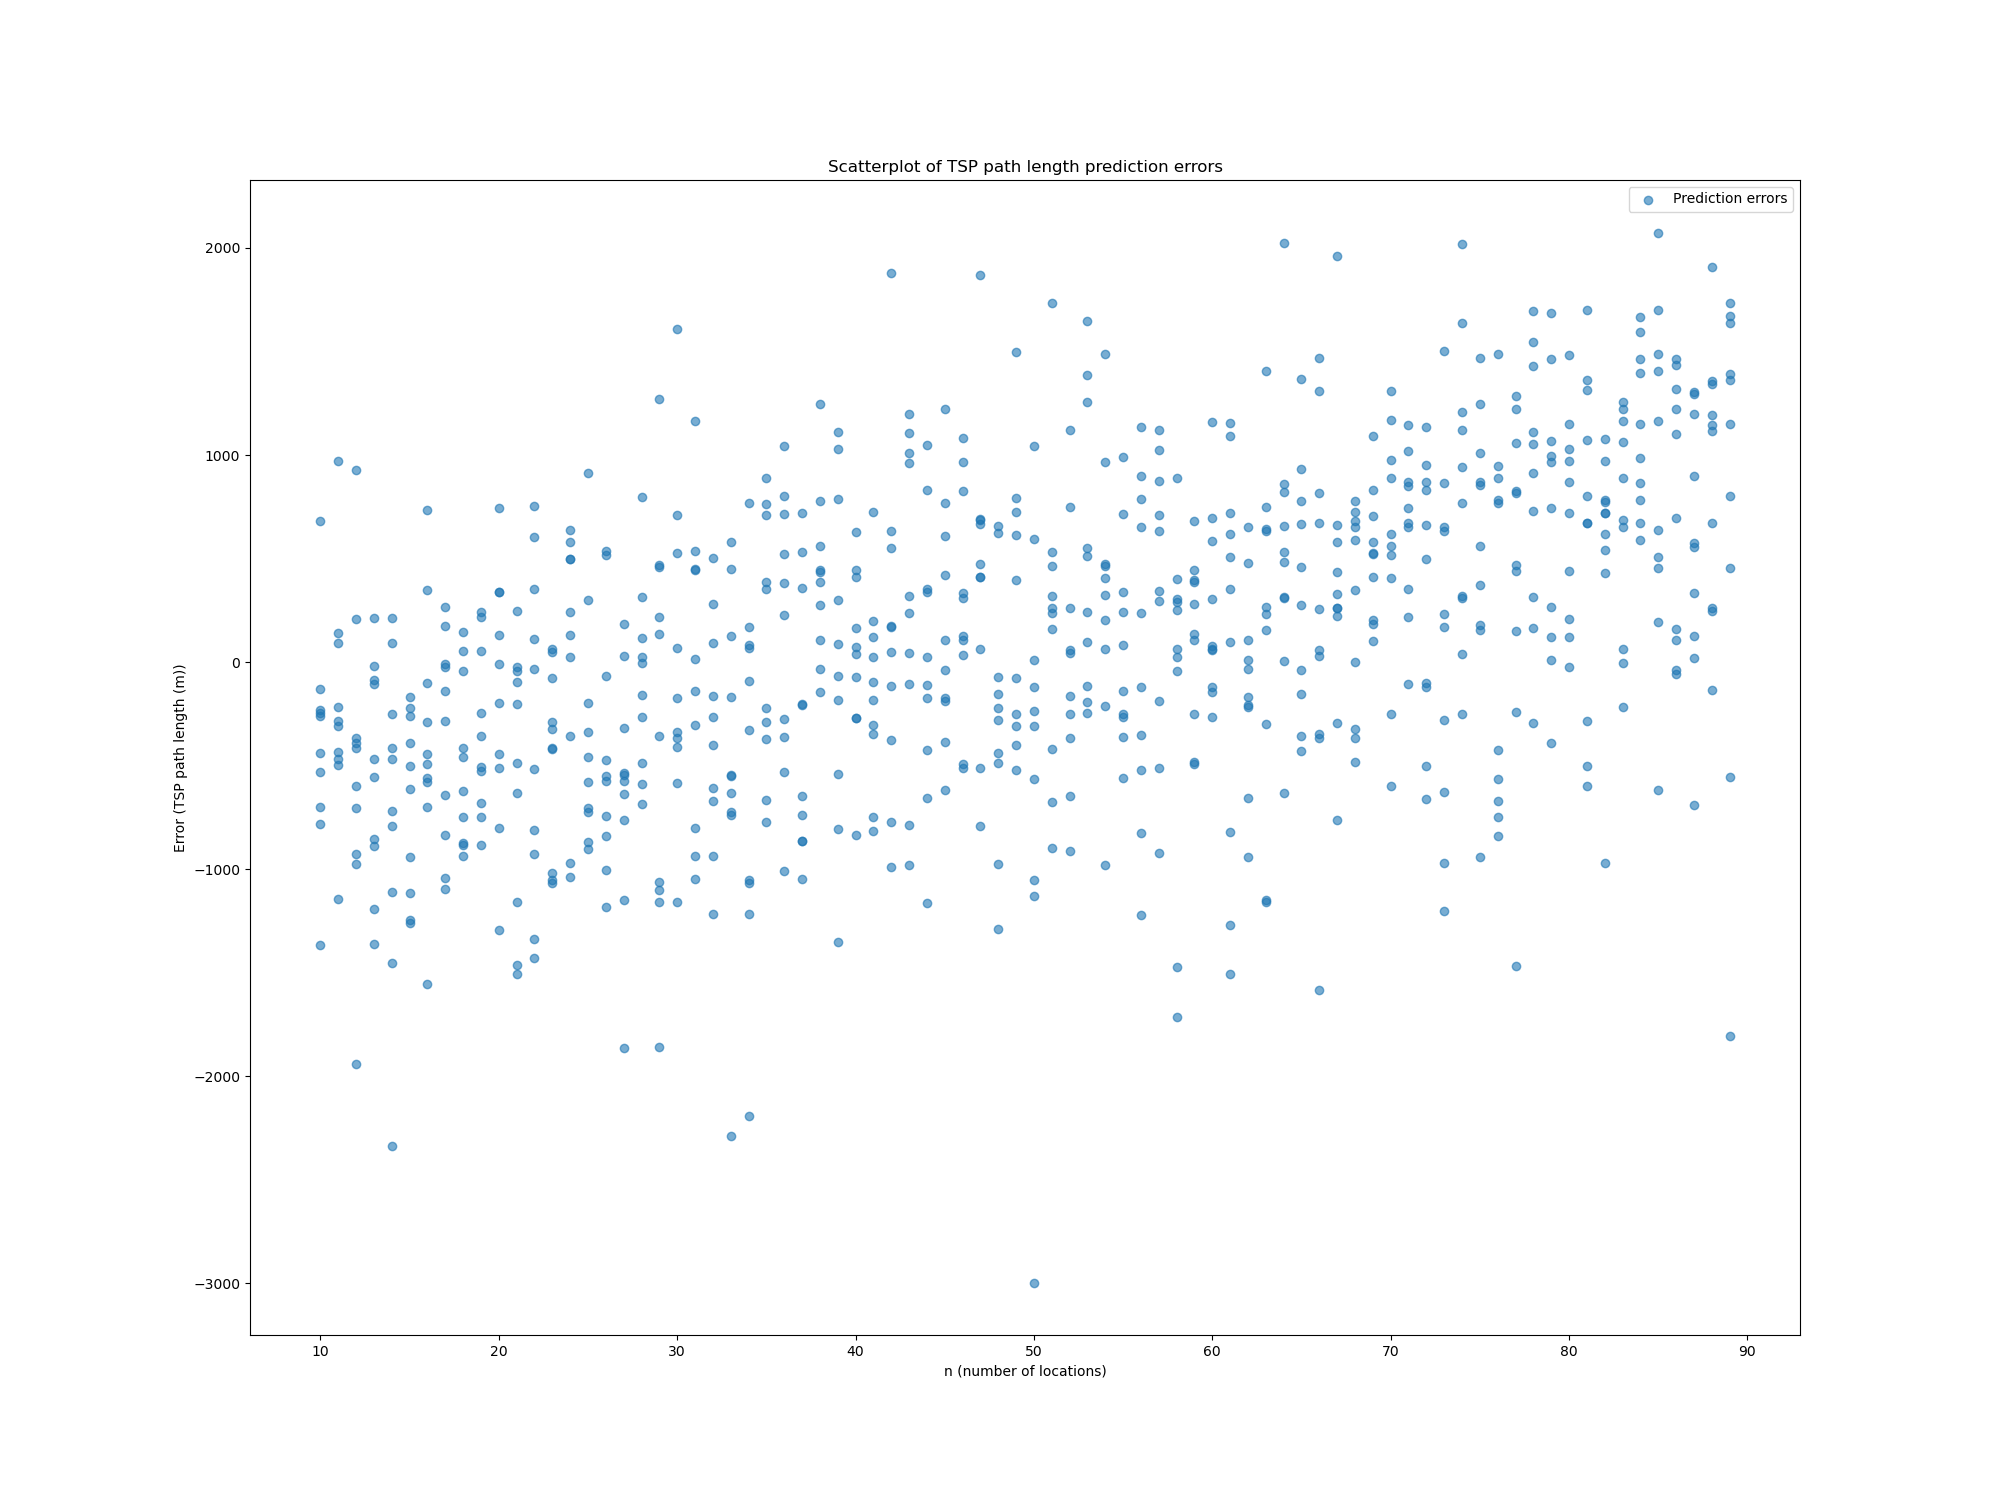 Scatterplot of TSP path length prediction errors
Prediction errors
2000
1000
0
−1000
−2000
−3000
Error (TSP path length (m))
10 20 30 40 50 60 70 80 90
n (number of locations)